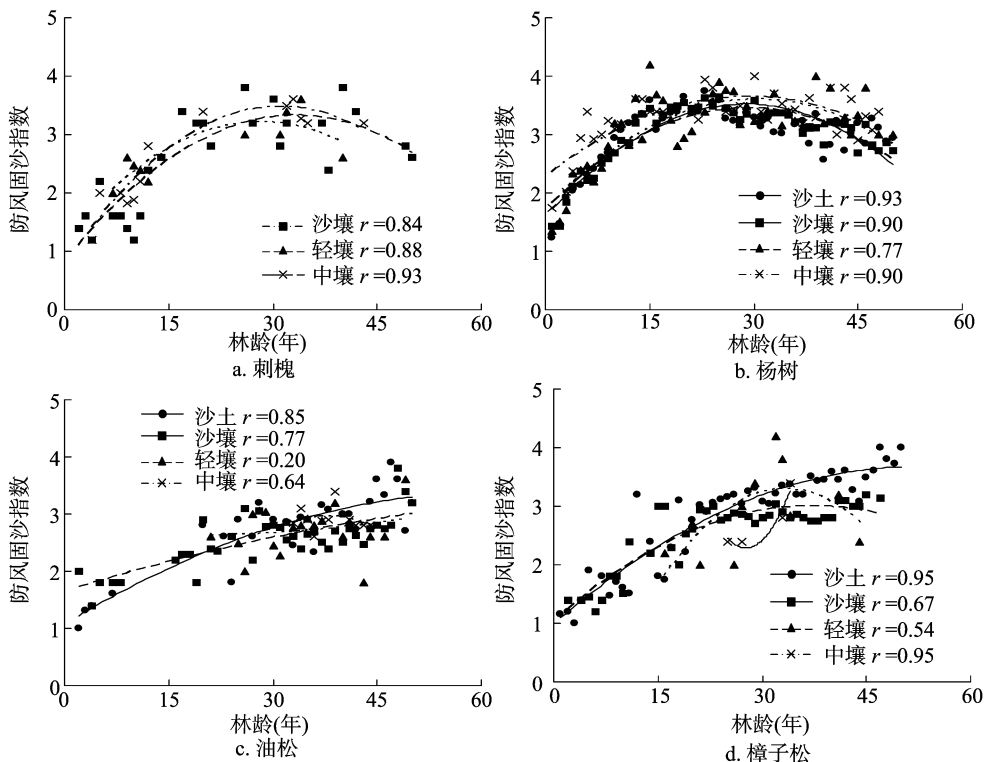 5
4
3
2
1
0
防风固沙指数
沙壤 r =0.84
轻壤 r =0.88
中壤 r =0.93
0 15 30 45 60
林龄(年)
a. 刺槐
5
4
3
2
1
0
防风固沙指数
沙土 r =0.93
沙壤 r =0.90
轻壤 r =0.77
中壤 r =0.90
0 15 30 45 60
林龄(年)
b. 杨树
5
4
3
2
1
0
防风固沙指数
沙土 r =0.85
沙壤 r =0.77
轻壤 r =0.20
中壤 r =0.64
0 15 30 45 60
林龄(年)
c. 油松
5
4
3
2
1
0
防风固沙指数
沙土 r =0.95
沙壤 r =0.67
轻壤 r =0.54
中壤 r =0.95
0 15 30 45 60
林龄(年)
d. 樟子松